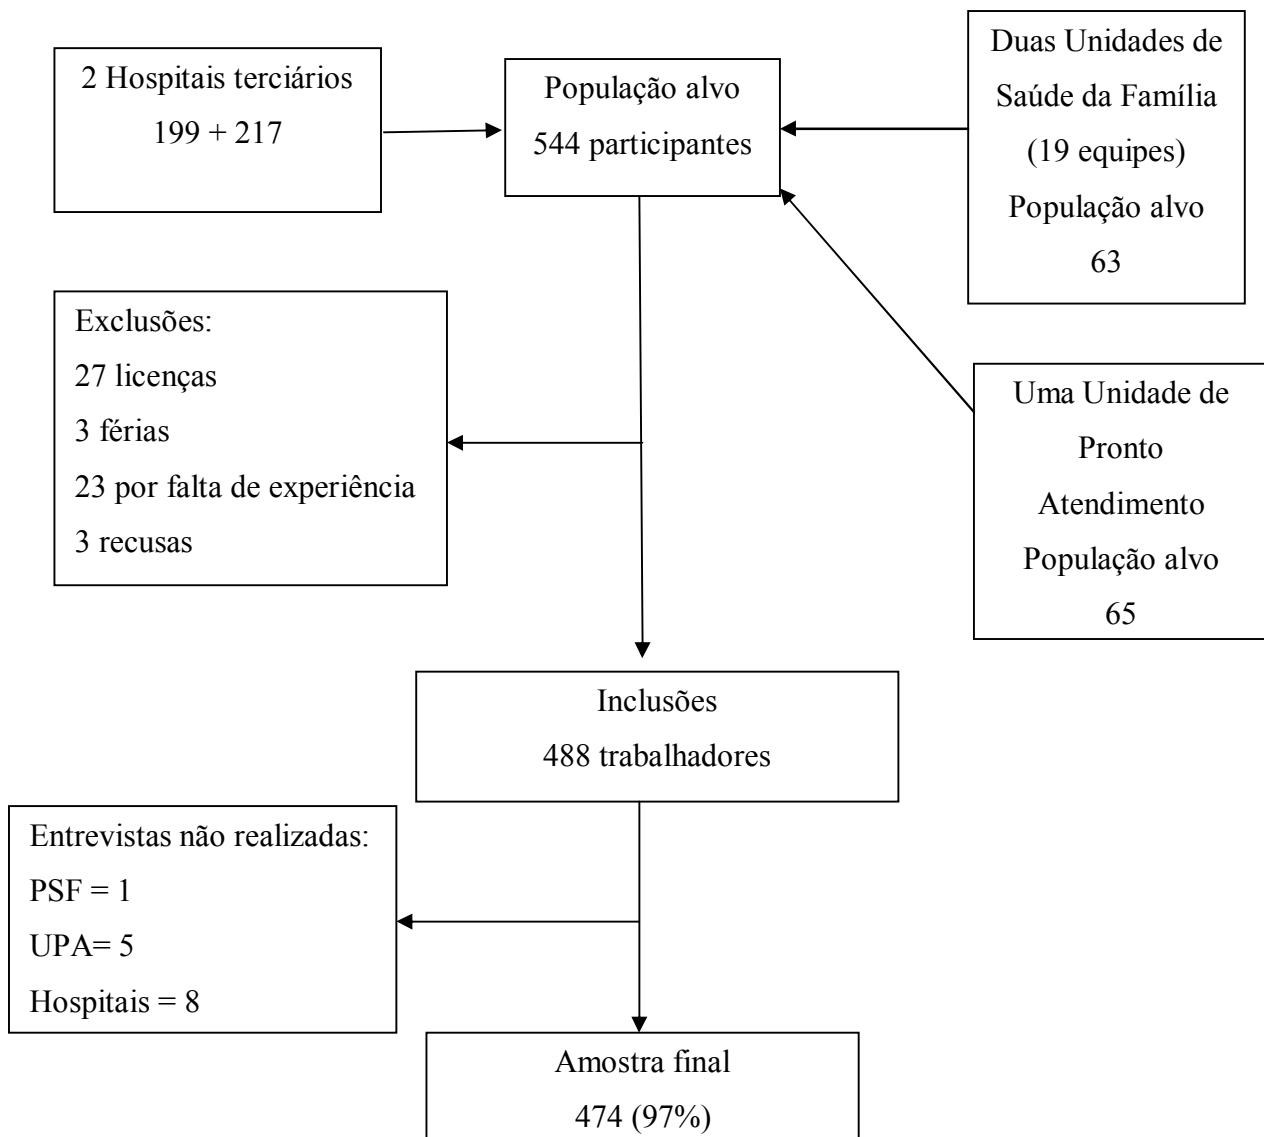 2 Hospitais terciários
199 + 217
População alvo
544 participantes
Duas Unidades de
Saúde da Família
(19 equipes)
População alvo
63
Exclusões:
27 licenças
3 férias
23 por falta de experiência
3 recusas
Uma Unidade de
Pronto
Atendimento
População alvo
65
Inclusões
488 trabalhadores
Entrevistas não realizadas:
PSF = 1
UPA= 5
Hospitais = 8
Amostra final
474 (97%)